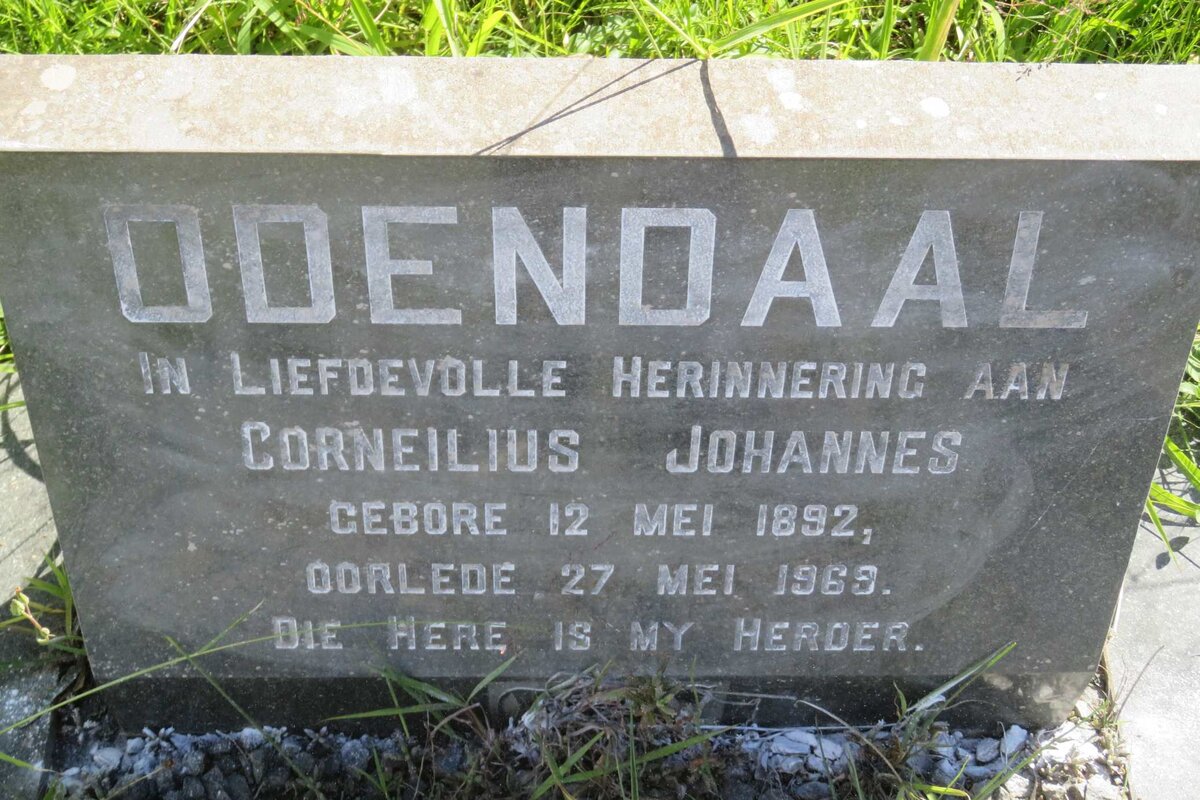 ODENDAAL
IN LIEFDEVOLLE HERINNERING AAN
CORNEILIUS JOHANNES
GEBORE 12 MEI 1892,
OORLEDE 27 MEI 1969.
DIE HERE IS MY HERDER.